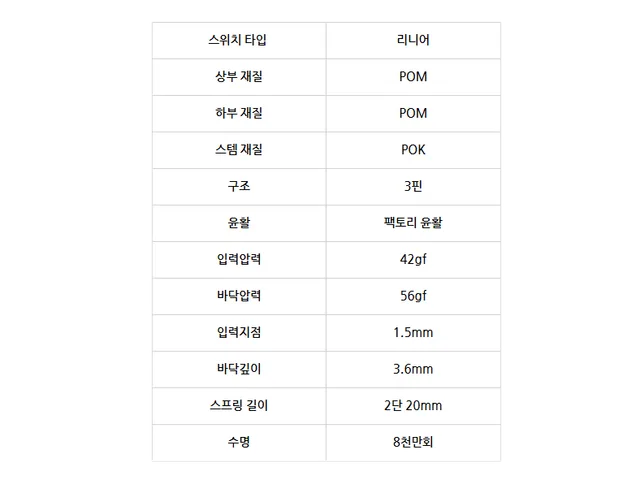 스위치 타입 리니어
상부 재질 POM
하부 재질 POM
스템 재질 POK
구조 3핀
윤활 팩토리 윤활
입력압력 42gf
바닥압력 56gf
입력지점 1.5mm
바닥깊이 3.6mm
스프링 길이 2단 20mm
수명 8천만회